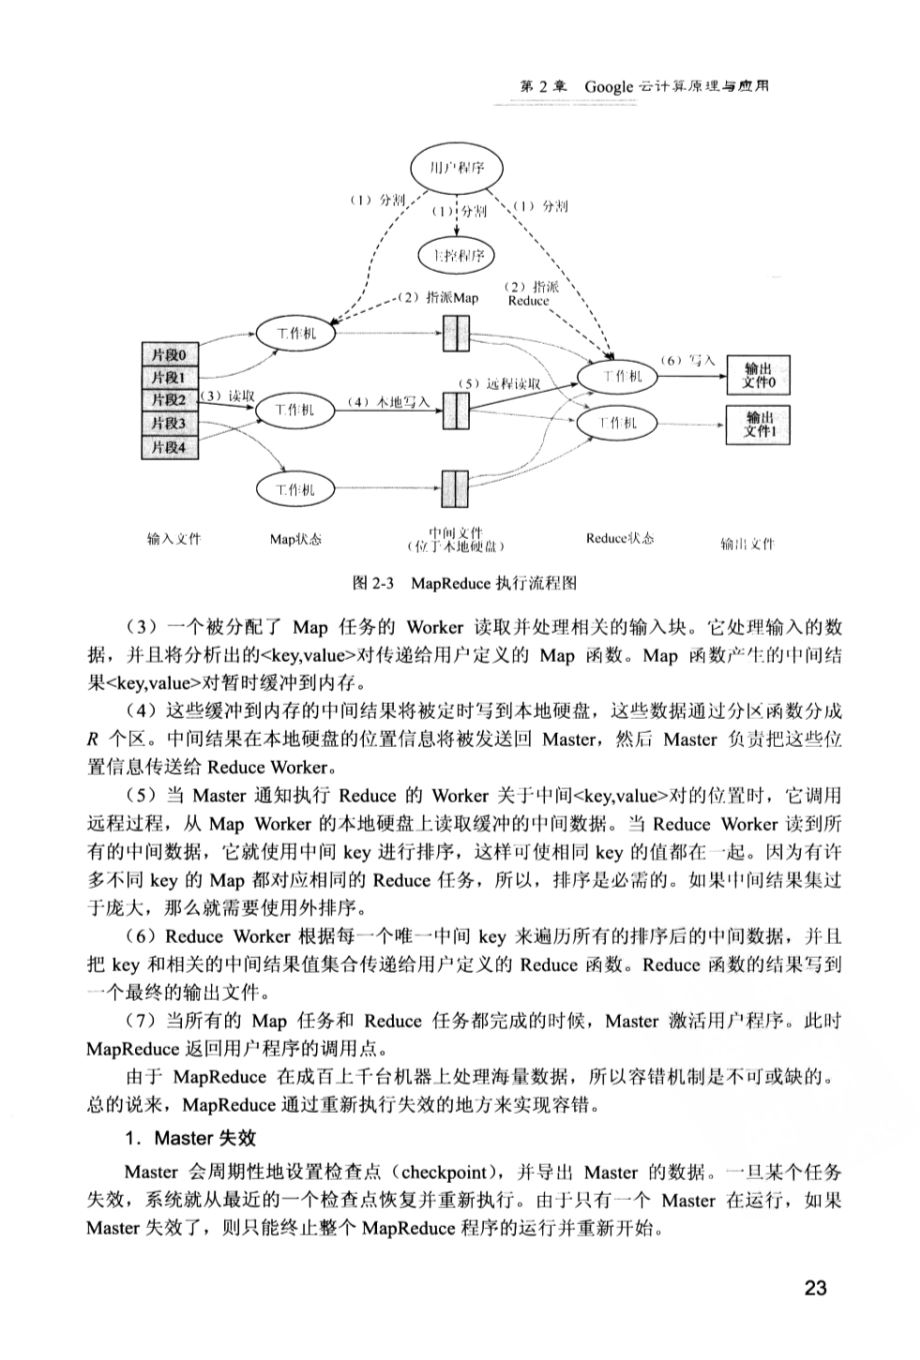 第 2 章 Google 云计算原理与应用
用户程序
（1）分割
（1）分割
（1）分割
主控程序
（2）指派Map
（2）指派
Reduce
工作机
片段0
片段1
片段2
片段3
片段4
（3）读取
工作机
（4）本地写入
（5）远程读取
工作机
（6）写入
输出
文件0
工作机
输出
文件1
工作机
输入文件
Map状态
中间文件
（位于本地硬盘）
Reduce状态
输出文件
图 2-3 MapReduce 执行流程图
（3）一个被分配了 Map 任务的 Worker 读取并处理相关的输入块。它处理输入的数
据，并且将分析出的<key,value>对传递给用户定义的 Map 函数。Map 函数产生的中间结
果<key,value>对暂时缓冲到内存。
（4）这些缓冲到内存的中间结果将被定时写到本地硬盘，这些数据通过分区函数分成
R 个区。中间结果在本地硬盘的位置信息将被发送回 Master，然后 Master 负责把这些位
置信息传送给 Reduce Worker。
（5）当 Master 通知执行 Reduce 的 Worker 关于中间<key,value>对的位置时，它调用
远程过程，从 Map Worker 的本地硬盘上读取缓冲的中间数据。当 Reduce Worker 读到所
有的中间数据，它就使用中间 key 进行排序，这样可使相同 key 的值都在一起。因为有许
多不同 key 的 Map 都对应相同的 Reduce 任务，所以，排序是必需的。如果中间结果集过
于庞大，那么就需要使用外排序。
（6）Reduce Worker 根据每一个唯一中间 key 来遍历所有的排序后的中间数据，并且
把 key 和相关的中间结果值集合传递给用户定义的 Reduce 函数。Reduce 函数的结果写到
一个最终的输出文件。
（7）当所有的 Map 任务和 Reduce 任务都完成的时候，Master 激活用户程序。此时
MapReduce 返回用户程序的调用点。
由于 MapReduce 在成百上千台机器上处理海量数据，所以容错机制是不可或缺的。
总的说来，MapReduce 通过重新执行失效的地方来实现容错。
1．Master 失效
Master 会周期性地设置检查点（checkpoint），并导出 Master 的数据。一旦某个任务
失效，系统就从最近的一个检查点恢复并重新执行。由于只有一个 Master 在运行，如果
Master 失效了，则只能终止整个 MapReduce 程序的运行并重新开始。
23